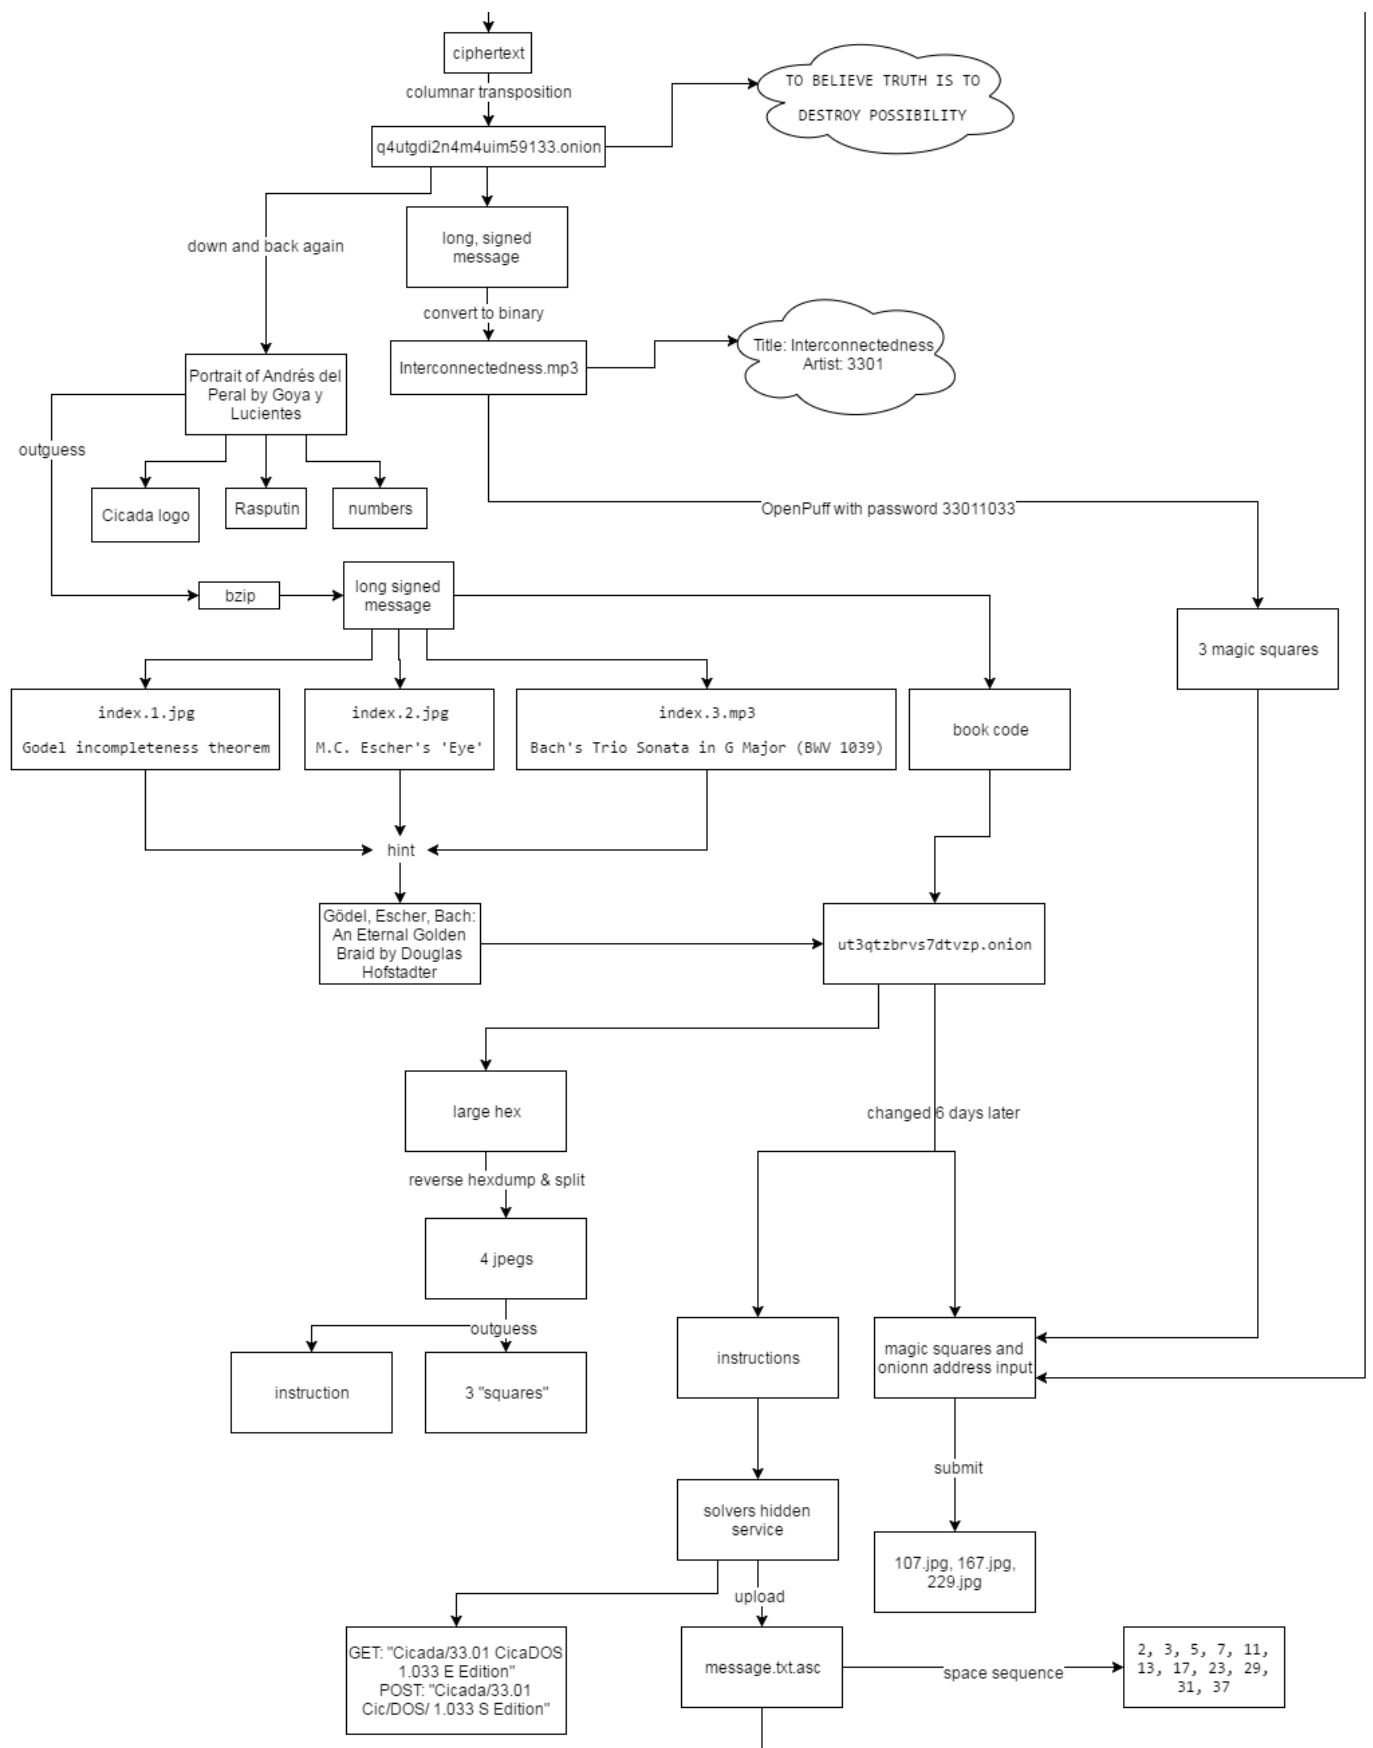 ciphertext
columnar transposition
TO BELIEVE TRUTH IS TO
DESTROY POSSIBILITY
q4utgdi2n4m4uim59133.onion
down and back again
long, signed
message
convert to binary
Interconnectedness.mp3
Title: Interconnectedness
Artist: 3301
Portrait of Andrés del
Peral by Goya y
Lucientes
outguess
Cicada logo
Rasputin
numbers
OpenPuff with password 33011033
bzip
long signed
message
3 magic squares
index.1.jpg
Godel incompleteness theorem
index.2.jpg
M.C. Escher's 'Eye'
index.3.mp3
Bach's Trio Sonata in G Major (BWV 1039)
book code
hint
Gödel, Escher, Bach:
An Eternal Golden
Braid by Douglas
Hofstadter
ut3qtzbrvs7dtvzp.onion
large hex
changed 6 days later
reverse hexdump & split
4 jpegs
outguess
instruction
3 "squares"
instructions
magic squares and
onionn address input
submit
solvers hidden
service
107.jpg, 167.jpg,
229.jpg
upload
GET: "Cicada/33.01 CicaDOS
1.033 E Edition"
POST: "Cicada/33.01
Cic/DOS/ 1.033 S Edition"
message.txt.asc
space sequence
2, 3, 5, 7, 11,
13, 17, 23, 29,
31, 37